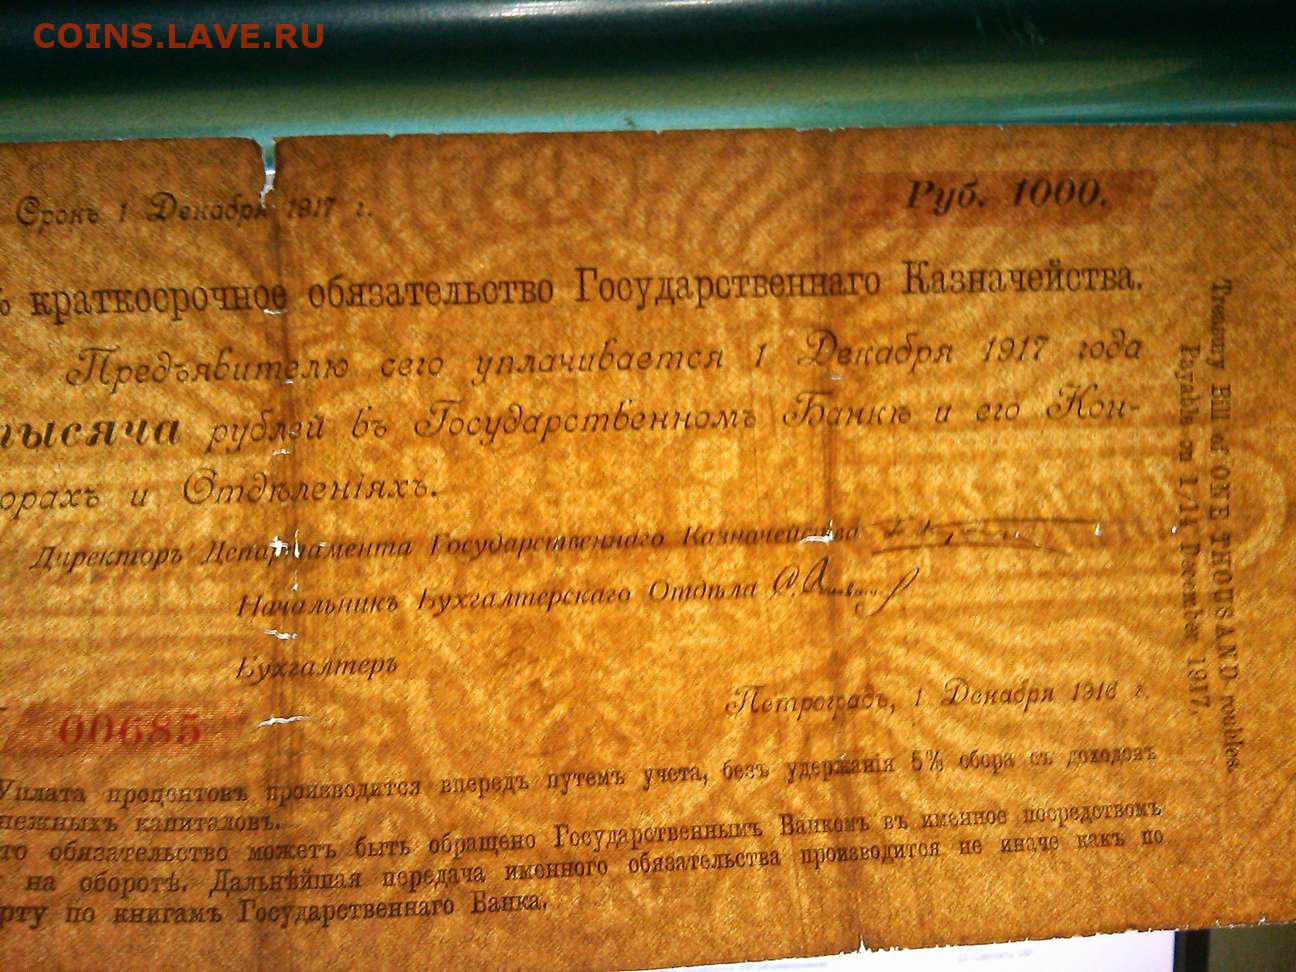 COINS.LAVE.RU
Срокъ 1 Декабря 1917 г.
Руб. 1000.
% краткосрочное обязательство Государственнаго Казначейства.
Предъявителю сего уплачивается 1 Декабря 1917 года
тысяча рублей въ Государственномъ Банкѣ и его Кон-
орахъ и Отдѣленіяхъ.
Директоръ Департамента Государственнаго Казначейства
Начальникъ Бухгалтерскаго Отдѣла
Бухгалтеръ
00685
Петроградъ, 1 Декабря 1916 г.
Уплата процентовъ производится впередъ путемъ учета, безъ удержанія 5% сбора съ доходовъ
нежныхъ капиталовъ.
то обязательство можетъ быть обращено Государственнымъ Банкомъ въ именное посредствомъ
на оборотѣ. Дальнѣйшая передача именного обязательства производится не иначе какъ по
рту по книгамъ Государственнаго Банка.
Treasury Bill of ONE THOUSAND roubles.
Payable on 1/14 December 1917.